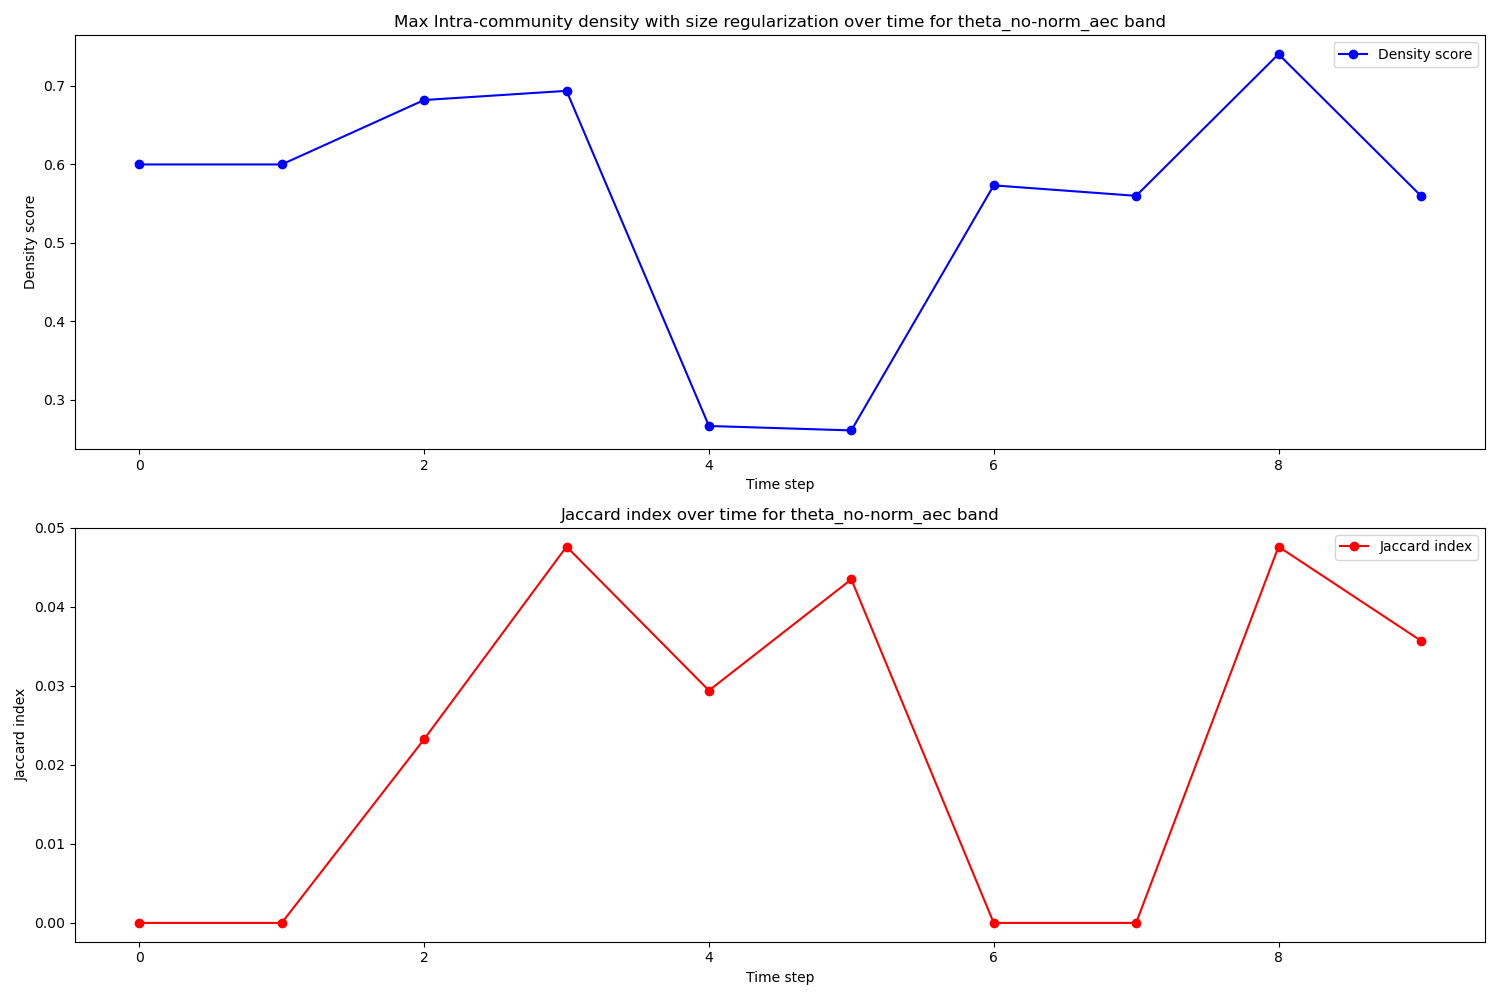 Max Intra-community density with size regularization over time for theta_no-norm_aec band
Density score
Density score
0.7
0.6
0.5
0.4
0.3
0
2
4
6
8
Time step
Jaccard index over time for theta_no-norm_aec band
Jaccard index
Jaccard index
0.05
0.04
0.03
0.02
0.01
0.00
0
2
4
6
8
Time step